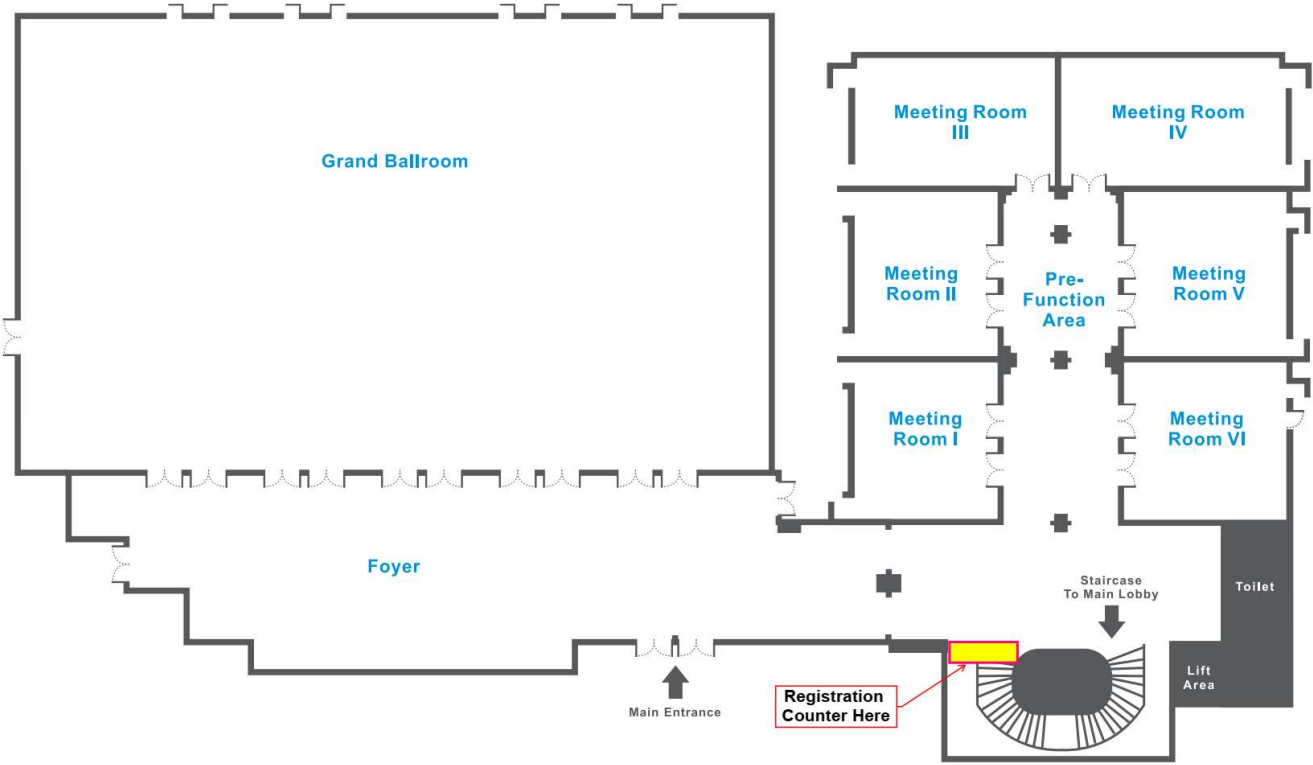 Grand Ballroom
Meeting Room
III
Meeting Room
IV
Meeting
Room II
Pre-
Function
Area
Meeting
Room V
Meeting
Room I
Meeting
Room VI
Foyer
Staircase
To Main Lobby
Toilet
Lift
Area
Main Entrance
Registration
Counter Here